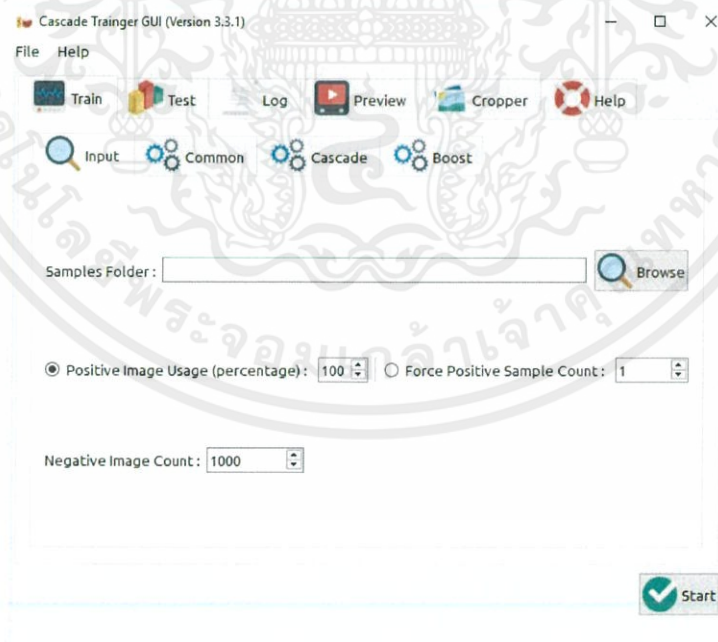 Cascade Trainger GUI (Version 3.3.1)
File Help
Train Test Log Preview Cropper Help
Input Common Cascade Boost
Samples Folder : Browse
Positive Image Usage (percentage) : 100 Force Positive Sample Count : 1
Negative Image Count : 1000
Start